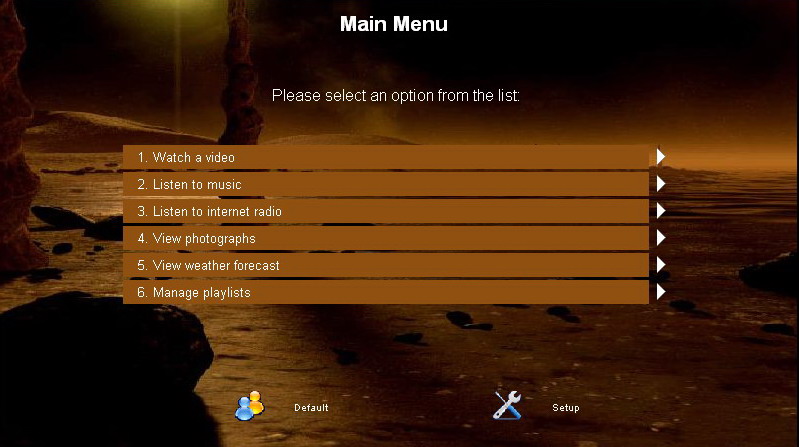 Main Menu
Please select an option from the list:
1. Watch a video
2. Listen to music
3. Listen to internet radio
4. View photographs
5. View weather forecast
6. Manage playlists
Default Setup